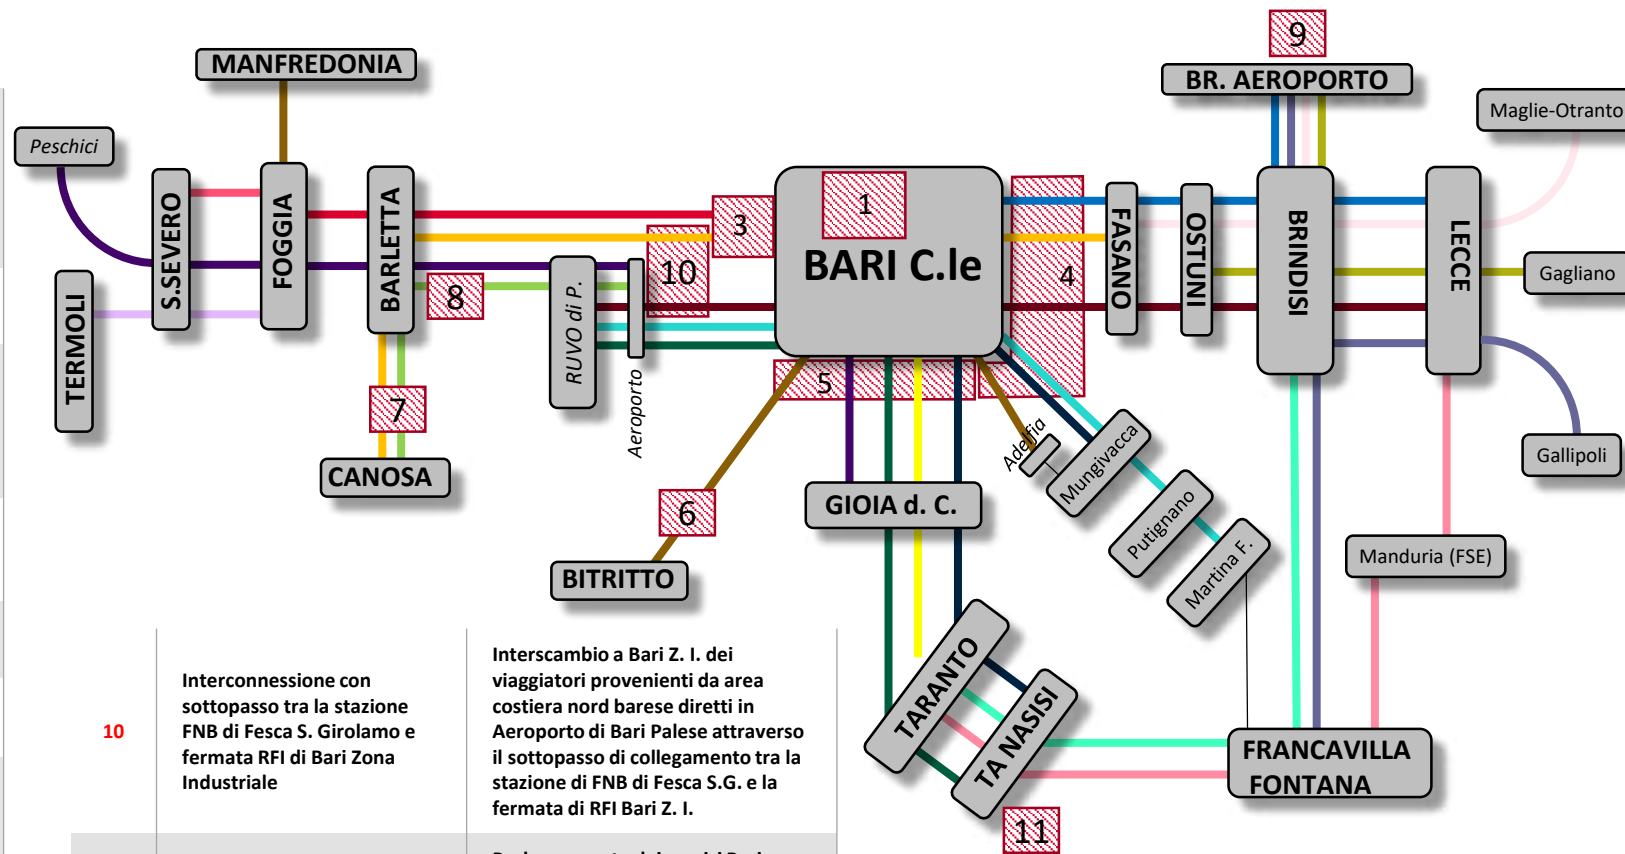 MANFREDONIA
9
BR. AEROPORTO
Maglie-Otranto
Peschici
S.SEVERO
FOGGIA
BARLETTA
TERMOLI
3
10
8
7
CANOSA
RUVO di P.
Aeroporto
1
BARI C.le
4
5
6
BITRITTO
GIOIA d. C.
Adelfia
Mungivacca
Putignano
Martina F.
FASANO
OSTUNI
BRINDISI
LECCE
Gagliano
Gallipoli
Manduria (FSE)
TARANTO
TA NASISI
FRANCAVILLA
FONTANA
11
10
Interconnessione con
sottopasso tra la stazione
FNB di Fesca S. Girolamo e
fermata RFI di Bari Zona
Industriale
Interscambio a Bari Z. I. dei
viaggiatori provenienti da area
costiera nord barese diretti in
Aeroporto di Bari Palese attraverso
il sottopasso di collegamento tra la
stazione di FNB di Fesca S.G. e la
fermata di RFI Bari Z. I.